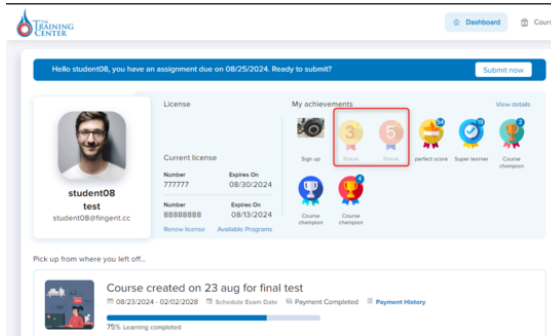 THE
TRAINING
CENTER
Dashboard
Cours
Hello student08, you have an assignment due on 08/25/2024. Ready to submit?
Submit now
License
My achievements
View details
3
5
Sign up
Streak
Streak
perfect score
Super learner
Course
champion
Current license
Number
Expires On
777777
08/30/2024
Number
Expires On
88888888
08/13/2024
Renew license
Available Programs
student08
test
student08@fingent.cc
4
Course
champion
Course
champion
Pick up from where you left off...
Course created on 23 aug for final
test
08/23/2024 - 02/02/2028
Schedule Exam Date
Payment Completed
Payment History
75% Learning completed